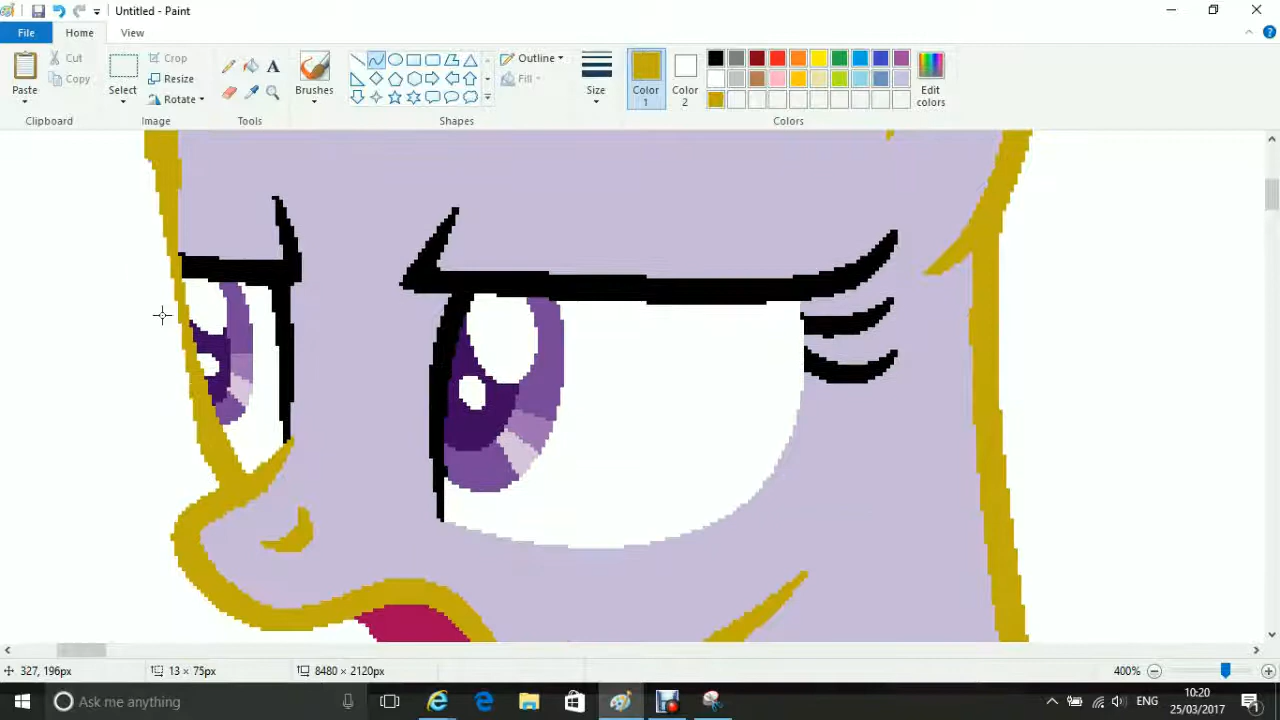 Untitled - Paint
File Home View
Paste Cut Copy
Select Crop Resize Rotate
A
Brushes
Outline Fill
Size
Color 1 Color 2
Edit colors
Clipboard Image Tools Shapes Colors
327, 196px 13 × 75px 8480 × 2120px 400%
Ask me anything ENG 10:20
25/03/2017